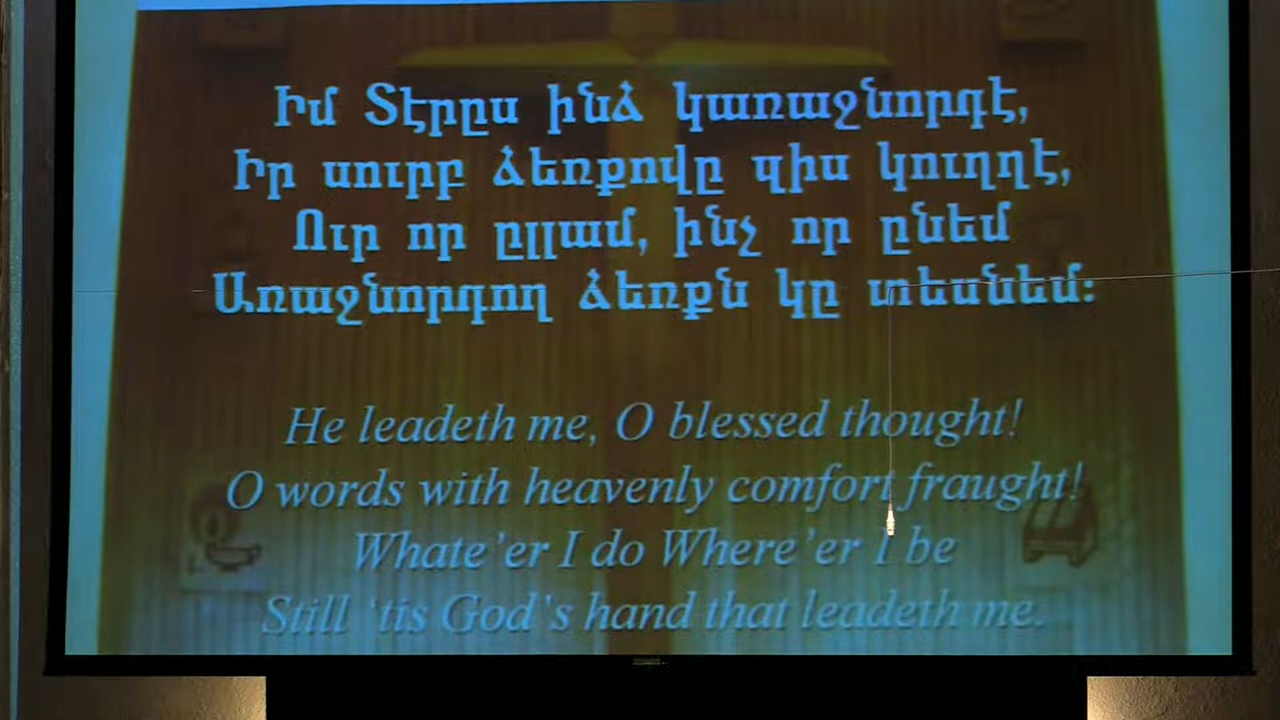 Իմ Տէրըս ինձ կառաջնորդէ,
Իր սուրբ ձեռքովը զիս կուղղէ,
Ուր որ ըլլամ, ինչ որ ընեմ
Առաջնորդող ձեռքն կը տեսնեմ:
He leadeth me, O blessed thought!
O words with heavenly comfort fraught!
Whate'er I do Where'er I be
Still 'tis God's hand that leadeth me.